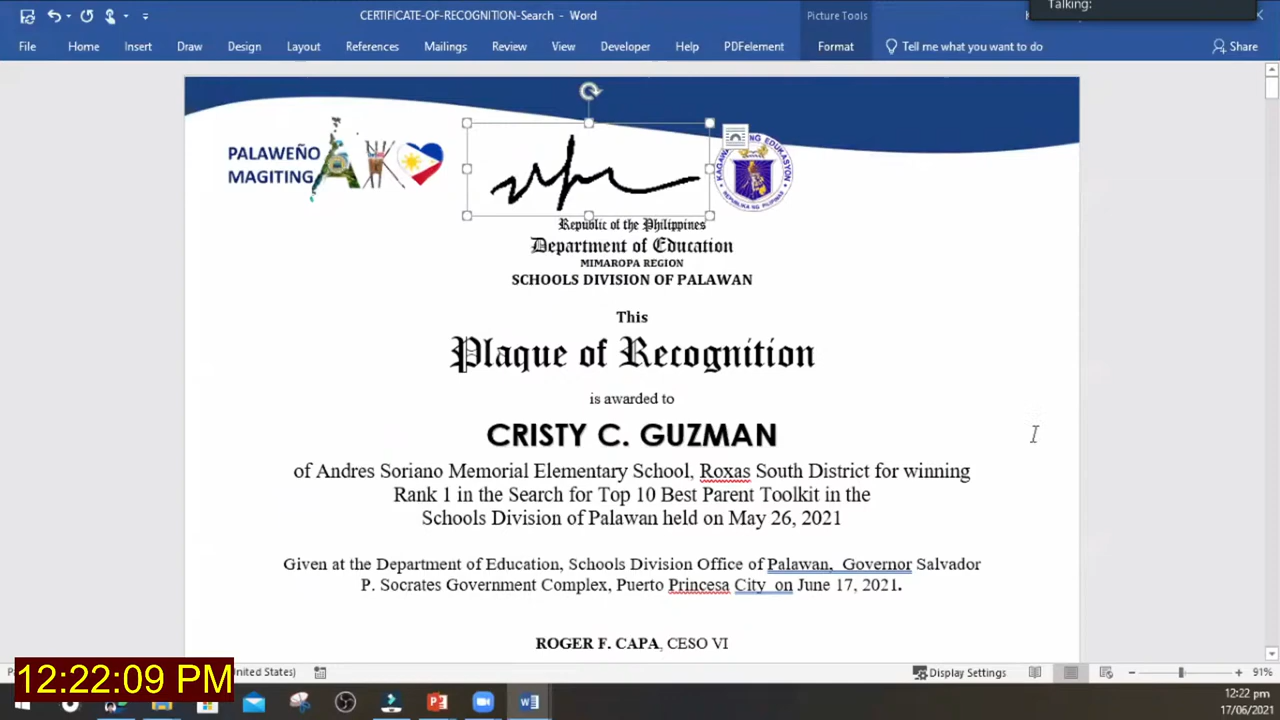 Talking:
CERTIFICATE-OF-RECOGNITION-Search - Word
Picture Tools
File Home Insert Draw Design Layout References Mailings Review View Developer Help PDFelement Format Tell me what you want to do Share
PALAWEÑO
MAGITING
AKO
Republic of the Philippines
Department of Education
MIMAROPA REGION
SCHOOLS DIVISION OF PALAWAN
This
Plaque of Recognition
is awarded to
CRISTY C. GUZMAN
of Andres Soriano Memorial Elementary School, Roxas South District for winning
Rank 1 in the Search for Top 10 Best Parent Toolkit in the
Schools Division of Palawan held on May 26, 2021
Given at the Department of Education, Schools Division Office of Palawan, Governor Salvador
P. Socrates Government Complex, Puerto Princesa City on June 17, 2021.
ROGER F. CAPA, CESO VI
12:22:09 PM
Display Settings
91%
12:22 pm
17/06/2021